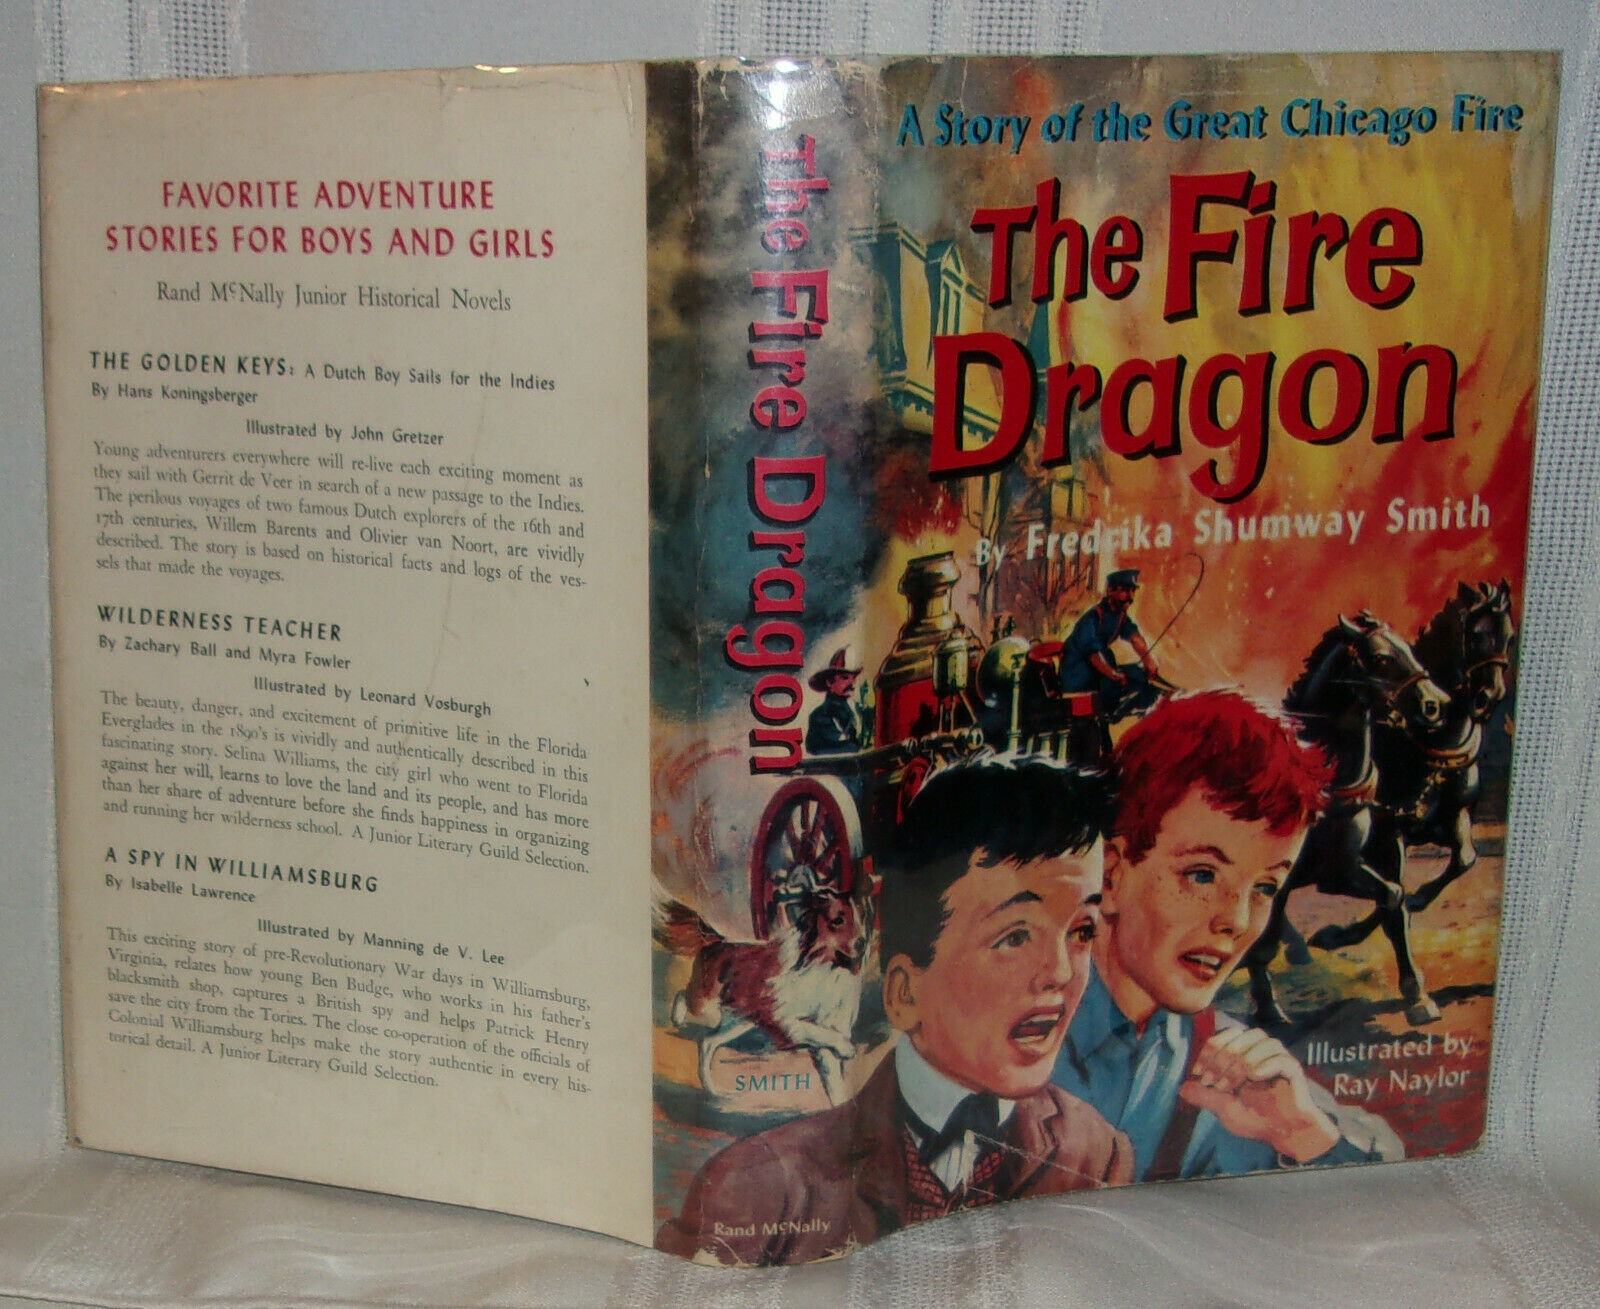 FAVORITE ADVENTURE
STORIES FOR BOYS AND GIRLS
Rand McNally Junior Historical Novels
THE GOLDEN KEYS: A Dutch Boy Sails for the Indies
By Hans Koningsberger
Illustrated by John Gretzer
Young adventurers everywhere will re-live each exciting moment as
they sail with Gerrit de Veer in search of a new passage to the Indies.
The perilous voyages of two famous Dutch explorers of the 16th and
17th centuries, Willem Barents and Olivier van Noort, are vividly
described. The story is based on historical facts and logs of the ves-
sels that made the voyages.
WILDERNESS TEACHER
By Zachary Ball and Myra Fowler
Illustrated by Leonard Vosburgh
The beauty, danger, and excitement of primitive life in the Florida
Everglades in the 1890's is vividly and authentically described in this
fascinating story. Selina Williams, the city girl who went to Florida
against her will, learns to love the land and its people, and has more
than her share of adventure before she finds happiness in organizing
and running her wilderness school. A Junior Literary Guild Selection.
A SPY IN WILLIAMSBURG
By Isabelle Lawrence
Illustrated by Manning de V. Lee
This exciting story of pre-Revolutionary War days in Williamsburg,
Virginia, relates how young Ben Budge, who works in his father's
blacksmith shop, captures a British spy and helps Patrick Henry
save the city from the Tories. The close co-operation of the officials of
Colonial Williamsburg helps make the story authentic in every his-
torical detail. A Junior Literary Guild Selection.
The Fire Dragon
SMITH
Rand McNally
A Story of the Great Chicago Fire
The Fire
Dragon
By Fredrika Shumway Smith
Illustrated by
Ray Naylor